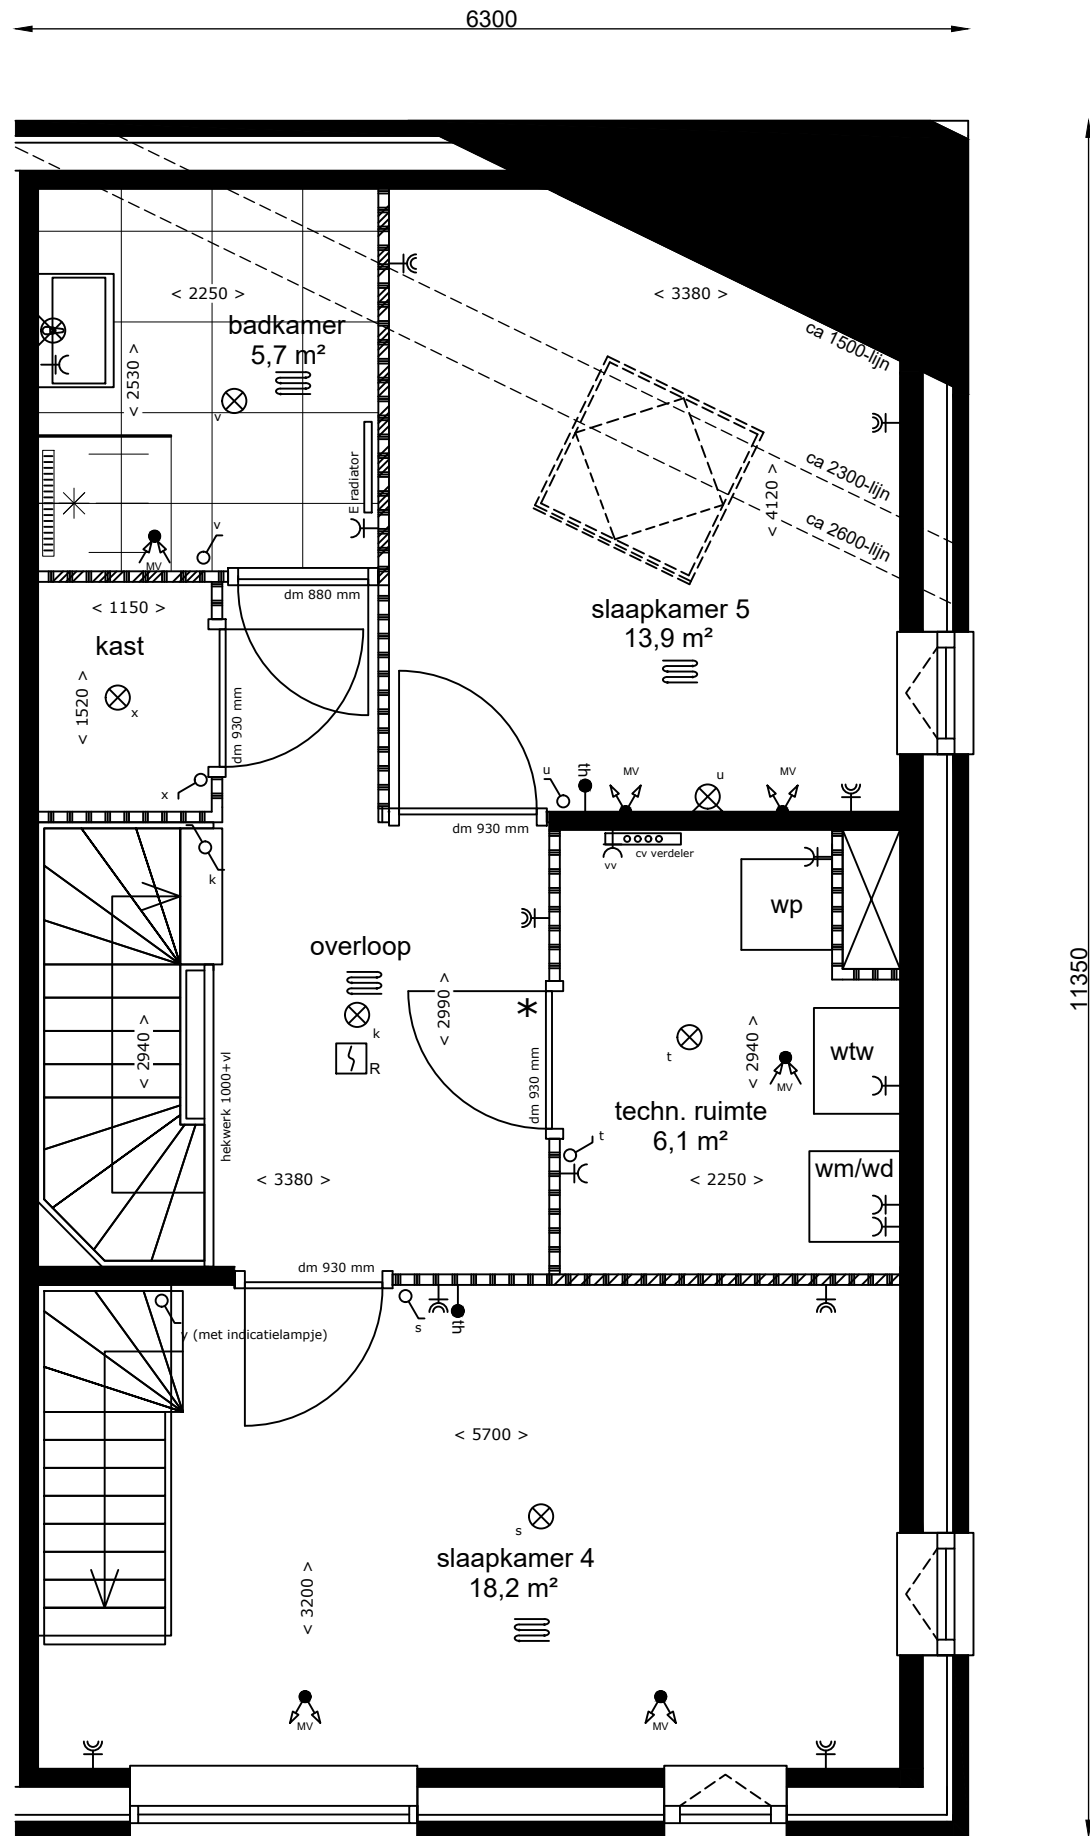 6300
< 2250 >
badkamer
5,7 m²
< 2530 >
v
E radiator
v
MV
< 3380 >
ca 1500-lijn
ca 2300-lijn
ca 2600-lijn
< 4120 >
slaapkamer 5
13,9 m²
dm 880 mm
< 1150 >
kast
< 1520 >
x
x
dm 930 mm
u
th
MV
u
MV
dm 930 mm
vv
cv verdeler
wp
k
overloop
k
R
< 2990 >
*
dm 930 mm
< 2940 >
hekwerk 1000+vl
< 3380 >
t
< 2940 >
MV
wtw
techn. ruimte
6,1 m²
t
< 2250 >
wm/wd
11350
dm 930 mm
y (met indicatielampje)
s
th
< 5700 >
s
slaapkamer 4
18,2 m²
< 3200 >
MV
MV